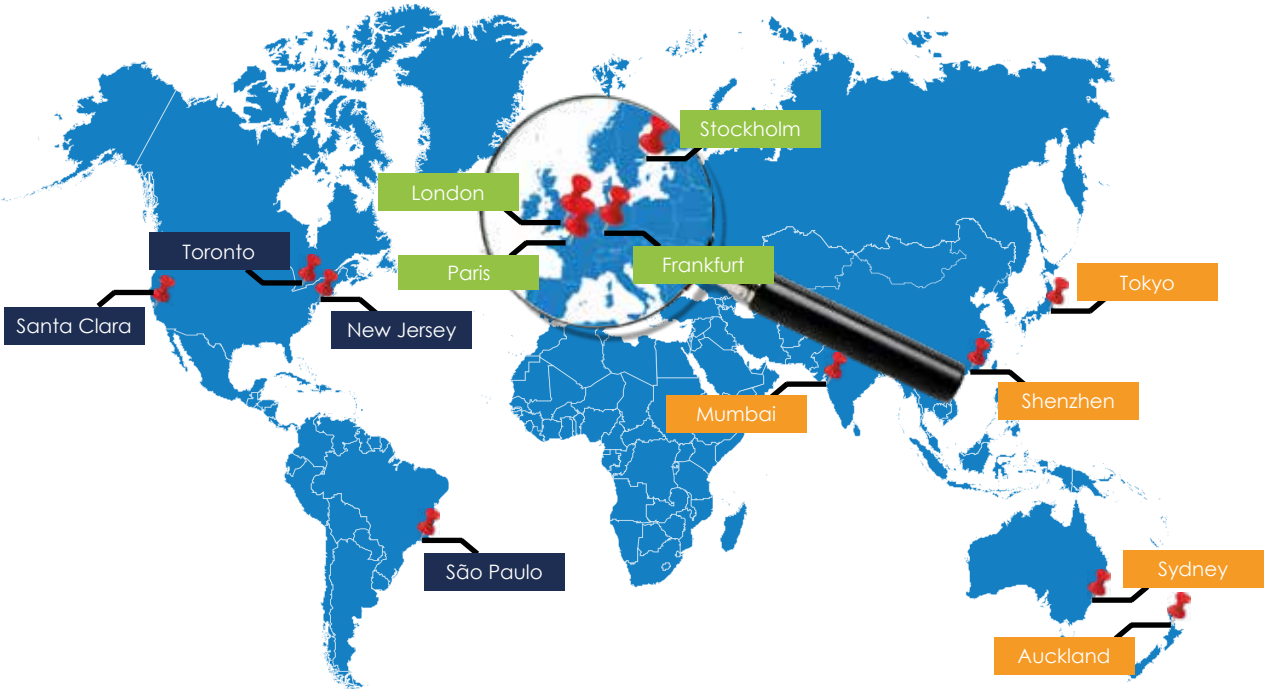 Stockholm
London
Toronto
Paris
Frankfurt
Tokyo
Santa Clara
New Jersey
Shenzhen
Mumbai
São Paulo
Sydney
Auckland